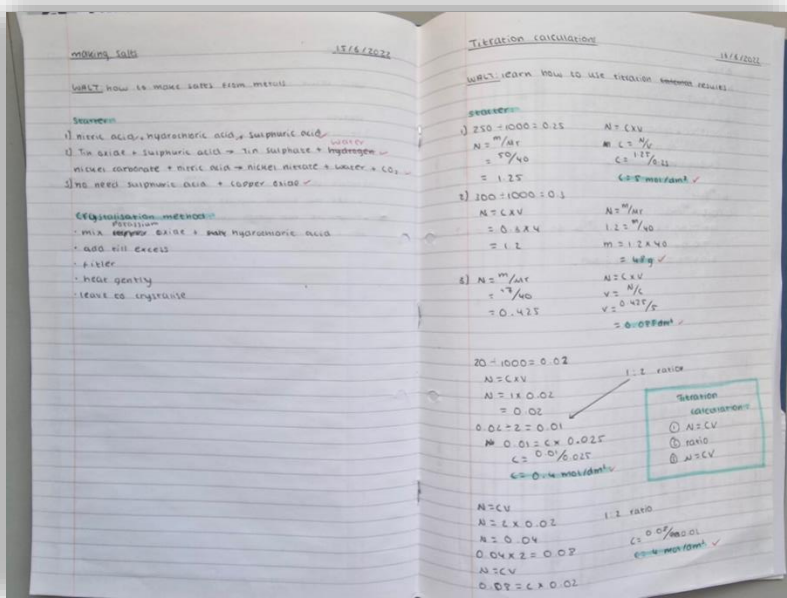 making salts
15/6/2022
WALT: how to make salts from metals
Starter:
1) nitric acid, hydrochloric acid, sulphuric acid
water
2) Tin oxide + sulphuric acid → Tin sulphate + hydrogen
nickel carbonate + nitric acid → nickel nitrate + water + CO₂
3) no need sulphuric acid + copper oxide
Crystalisation method:
potassium
· mix oxide + hydrochloric acid
· add till excess
· filter
· heat gently
· leave to crystalise
Titration calculations
16/6/2022
WALT: learn how to use titration results
starter:
1) 250 ÷ 1000 = 0.25
N = m/Mr
= 50/40
= 1.25
N = C x V
C = N/V
C = 1.25/0.25
C = 5 mol/dm³
2) 300 ÷ 1000 = 0.3
N = C x V
= 0.3 x 4
= 1.2
N = m/Mr
1.2 = m/40
m = 1.2 x 40
= 48g
3) N = m/Mr
= 17/40
= 0.425
N = C x V
V = N/C
V = 0.425/5
= 0.085dm³
20 ÷ 1000 = 0.02
1:2 ratio
N = C x V
N = 1 x 0.02
= 0.02
0.02 ÷ 2 = 0.01
0.01 = C x 0.025
C = 0.01/0.025
C = 0.4 mol/dm³
Titration
calculations:
① N = CV
② ratio
③ N = CV
N = CV
N = 2 x 0.02
N = 0.04
0.04 x 2 = 0.08
N = CV
0.08 = C x 0.02
1:2 ratio
C = 4 mol/dm³